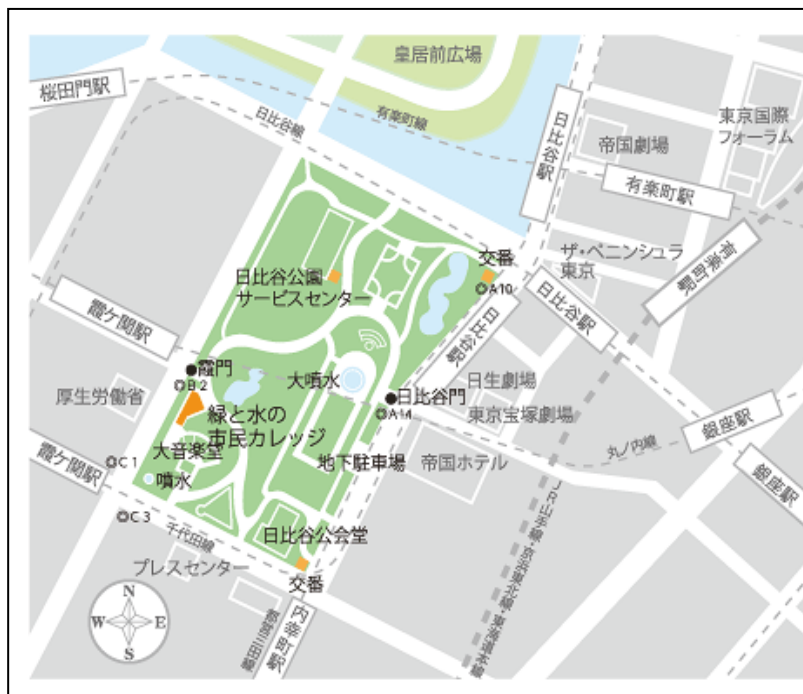 皇居前広場
桜田門駅
有楽町線
日比谷線
日比谷駅
帝国劇場
東京国際
フォーラム
有楽町駅
交番
ザ・ペニンシュラ
東京
有楽町駅
日比谷公園
サービスセンター
A10
日比谷駅
日比谷駅
霞ケ関駅
霞門
B2
大噴水
日比谷門
A14
日生劇場
東京宝塚劇場
厚生労働省
緑と水の
市民カレッジ
丸ノ内線
銀座駅
銀座駅
大音楽堂
霞ケ関駅
C1
噴水
地下駐車場
帝国ホテル
C3
千代田線
日比谷公会堂
JR山手線・京浜東北線・東海道本線
プレスセンター
交番
都営三田線
内幸町駅
N
W
E
S